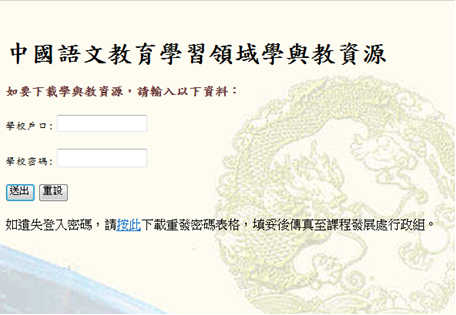 中國語文教育學習領域學與教資源
如要下載學與教資源，請輸入以下資料：
學校戶口:
學校密碼:
送出 重設
如遺失登入密碼，請按此下載重發密碼表格，填妥後傳真至課程發展處行政組。